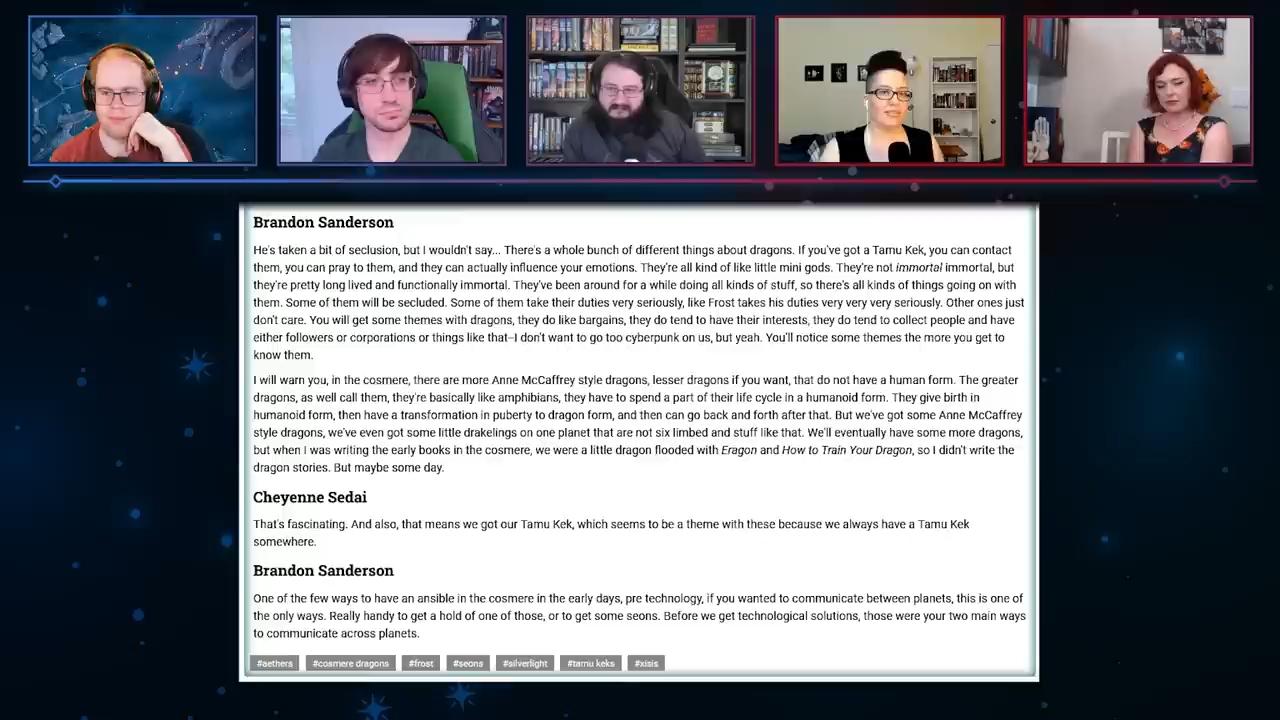 Brandon Sanderson
He's taken a bit of seclusion, but I wouldn't say... There's a whole bunch of different things about dragons. If you've got a Tamu Kek, you can contact
them, you can pray to them, and they can actually influence your emotions. They're all kind of like little mini gods. They're not immortal immortal, but
they're pretty long lived and functionally immortal. They've been around for a while doing all kinds of stuff, so there's all kinds of things going on with
them. Some of them will be secluded. Some of them take their duties very seriously, like Frost takes his duties very very very seriously. Other ones just
don't care. You will get some themes with dragons, they do like bargains, they do tend to have their interests, they do tend to collect people and have
either followers or corporations or things like that–I don't want to go too cyberpunk on us, but yeah. You'll notice some themes the more you get to
know them.
I will warn you, in the cosmere, there are more Anne McCaffrey style dragons, lesser dragons if you want, that do not have a human form. The greater
dragons, as well call them, they're basically like amphibians, they have to spend a part of their life cycle in a humanoid form. They give birth in
humanoid form, then have a transformation in puberty to dragon form, and then can go back and forth after that. But we've got some Anne McCaffrey
style dragons, we've even got some little drakelings on one planet that are not six limbed and stuff like that. We'll eventually have some more dragons,
but when I was writing the early books in the cosmere, we were a little dragon flooded with Eragon and How to Train Your Dragon, so I didn't write the
dragon stories. But maybe some day.
Cheyenne Sedai
That's fascinating. And also, that means we got our Tamu Kek, which seems to be a theme with these because we always have a Tamu Kek
somewhere.
Brandon Sanderson
One of the few ways to have an ansible in the cosmere in the early days, pre technology, if you wanted to communicate between planets, this is one of
the only ways. Really handy to get a hold of one of those, or to get some seons. Before we get technological solutions, those were your two main ways
to communicate across planets.
#aethers #cosmere dragons #frost #seons #silverlight #tamu keks #xisis